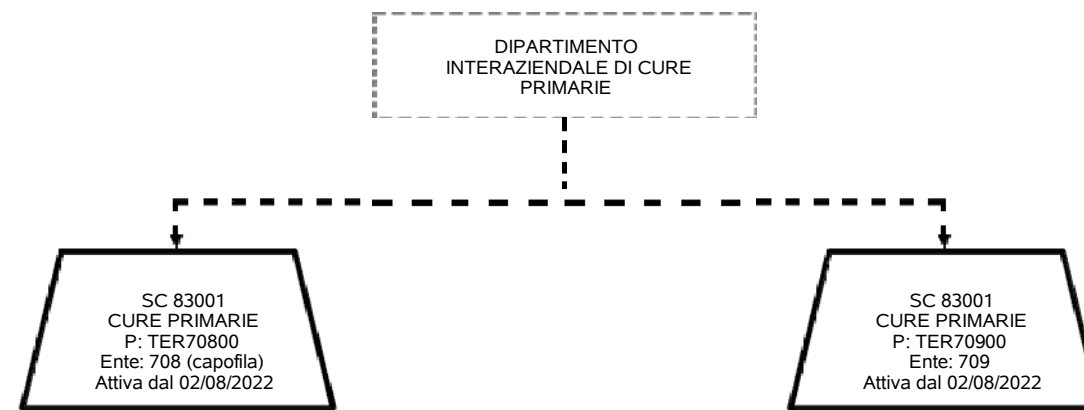 DIPARTIMENTO
INTERAZIENDALE DI CURE
PRIMARIE
SC 83001
CURE PRIMARIE
P: TER70800
Ente: 708 (capofila)
Attiva dal 02/08/2022
SC 83001
CURE PRIMARIE
P: TER70900
Ente: 709
Attiva dal 02/08/2022